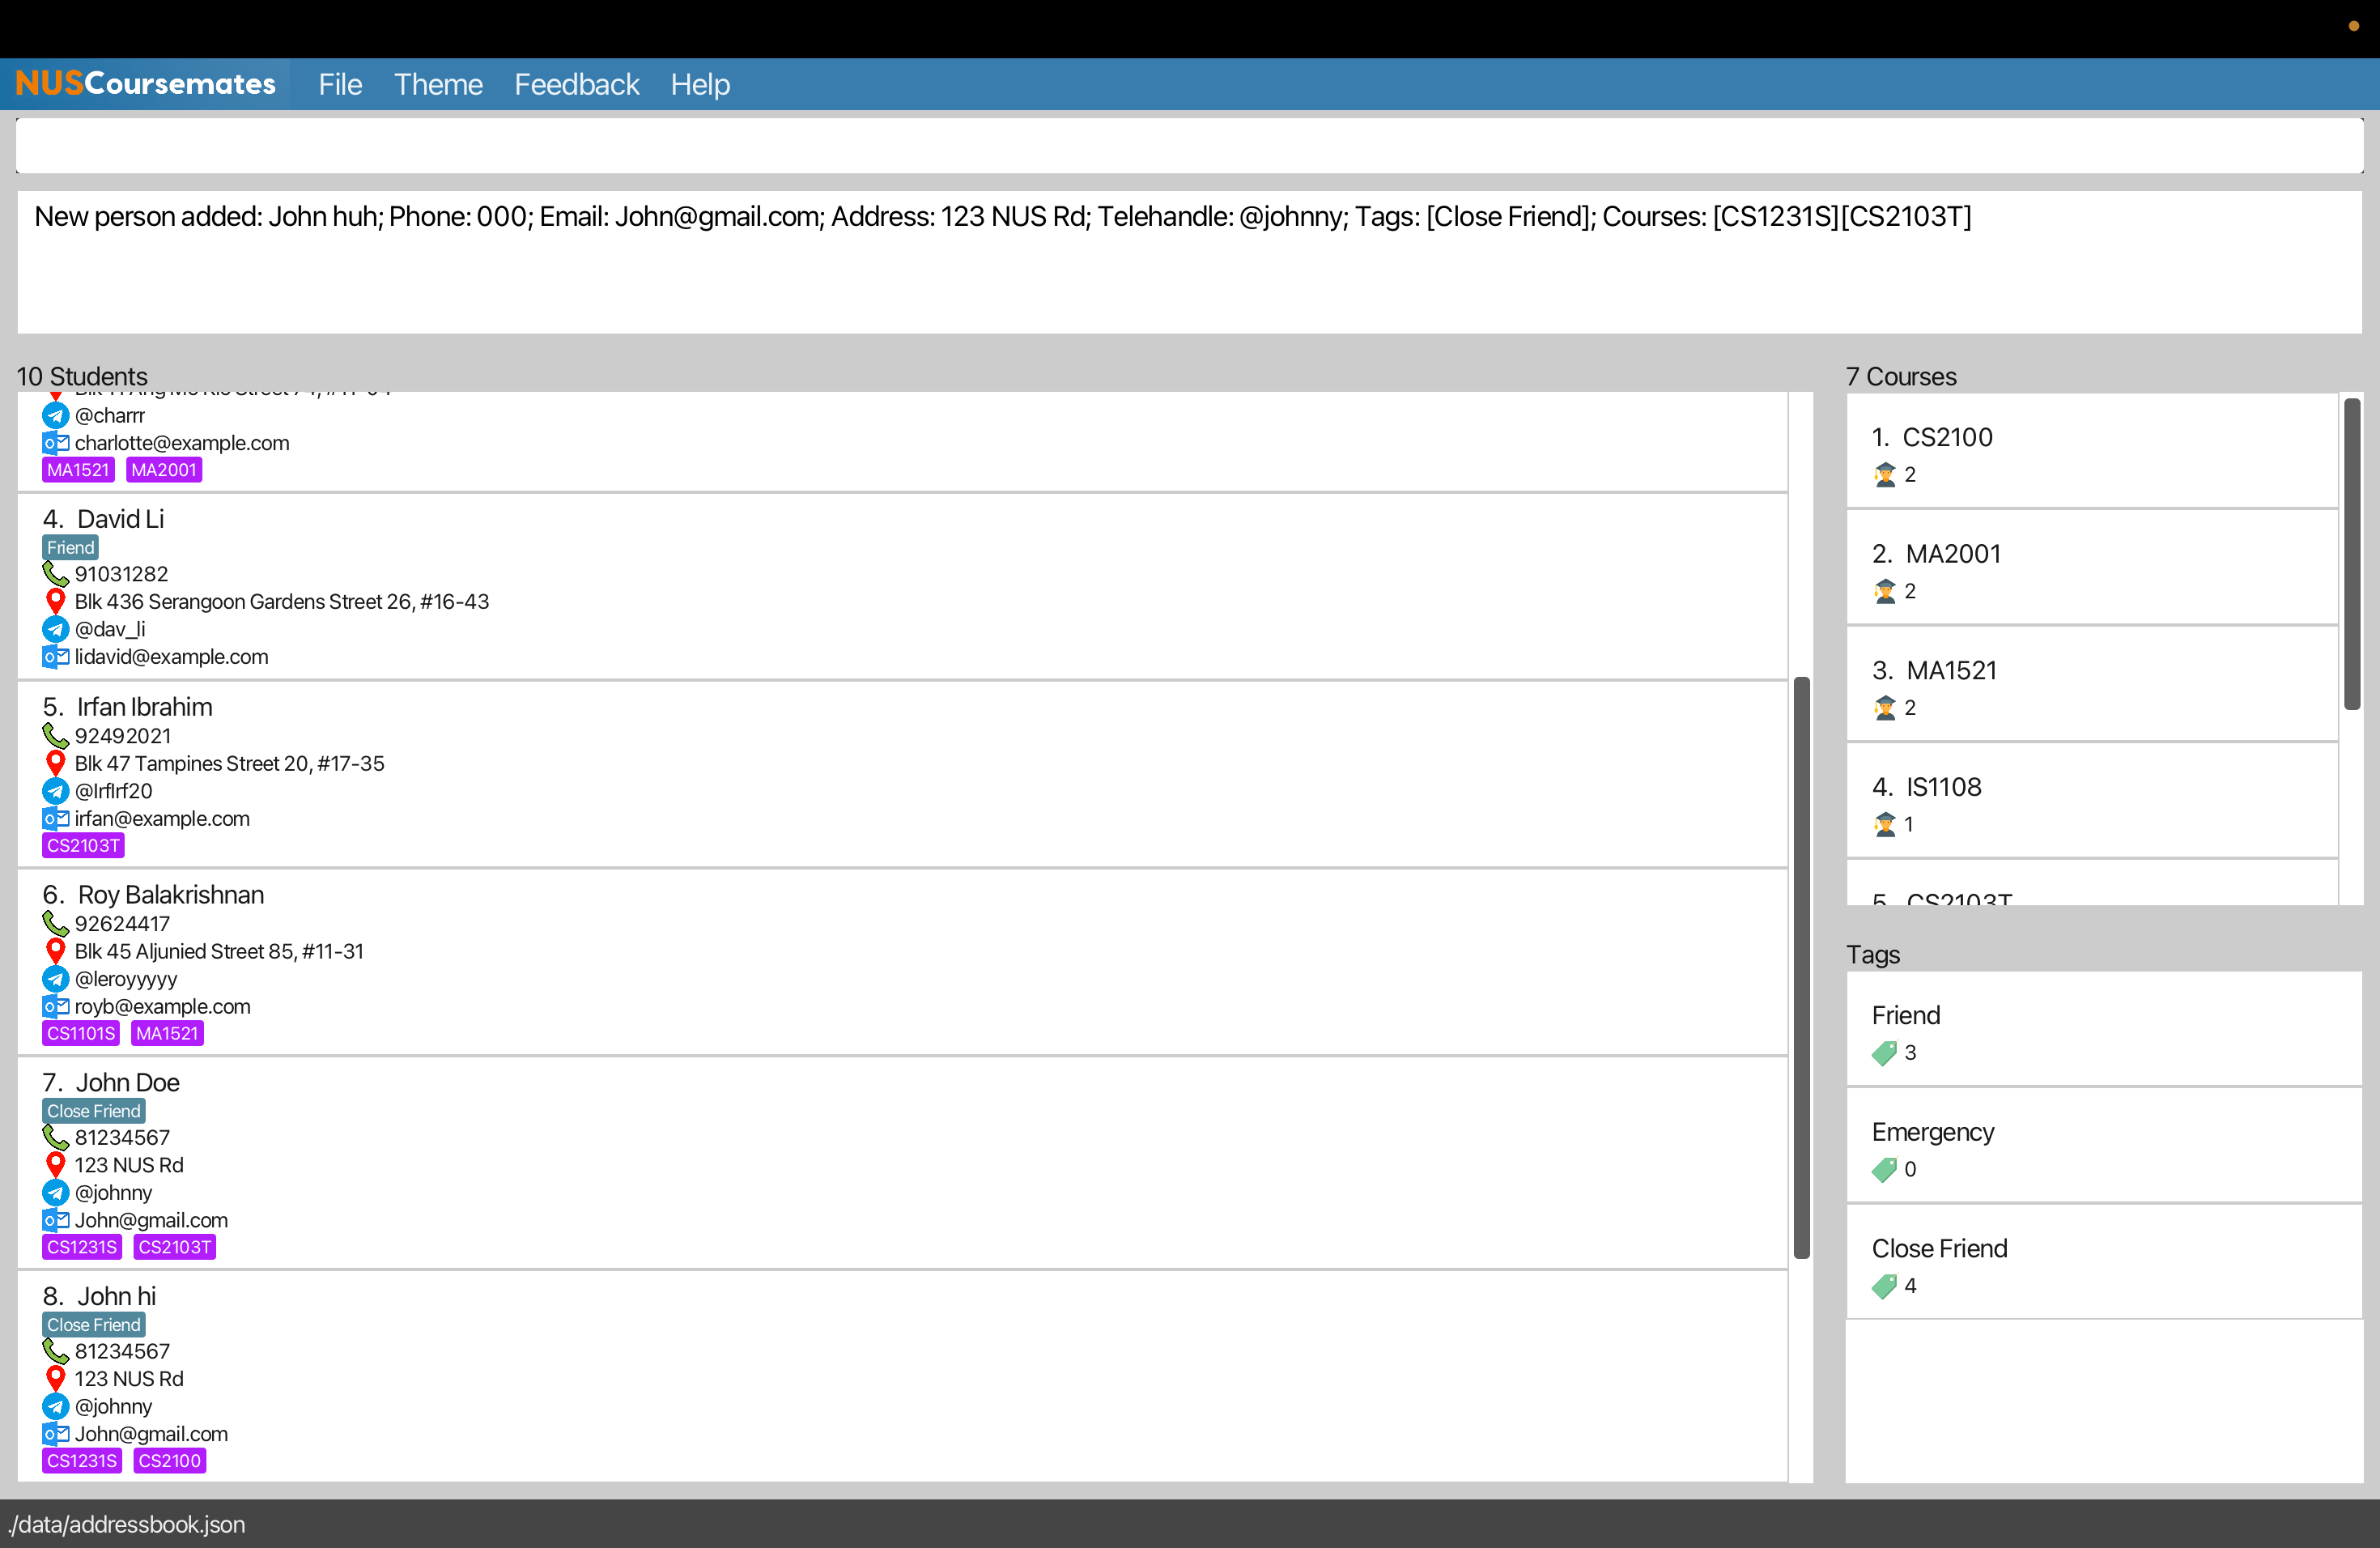 NUSCoursemates File Theme Feedback Help
New person added: John huh; Phone: 000; Email: John@gmail.com; Address: 123 NUS Rd; Telehandle: @johnny; Tags: [Close Friend]; Courses: [CS1231S][CS2103T]
10 Students
@charrr
charlotte@example.com
MA1521 MA2001
4. David Li
Friend
91031282
Blk 436 Serangoon Gardens Street 26, #16-43
@dav_li
lidavid@example.com
5. Irfan Ibrahim
92492021
Blk 47 Tampines Street 20, #17-35
@IrfIrf20
irfan@example.com
CS2103T
6. Roy Balakrishnan
92624417
Blk 45 Aljunied Street 85, #11-31
@leroyyyyy
royb@example.com
CS1101S MA1521
7. John Doe
Close Friend
81234567
123 NUS Rd
@johnny
John@gmail.com
CS1231S CS2103T
8. John hi
Close Friend
81234567
123 NUS Rd
@johnny
John@gmail.com
CS1231S CS2100
7 Courses
1. CS2100
2
2. MA2001
2
3. MA1521
2
4. IS1108
1
5. CS2103T
Tags
Friend
3
Emergency
0
Close Friend
4
./data/addressbook.json